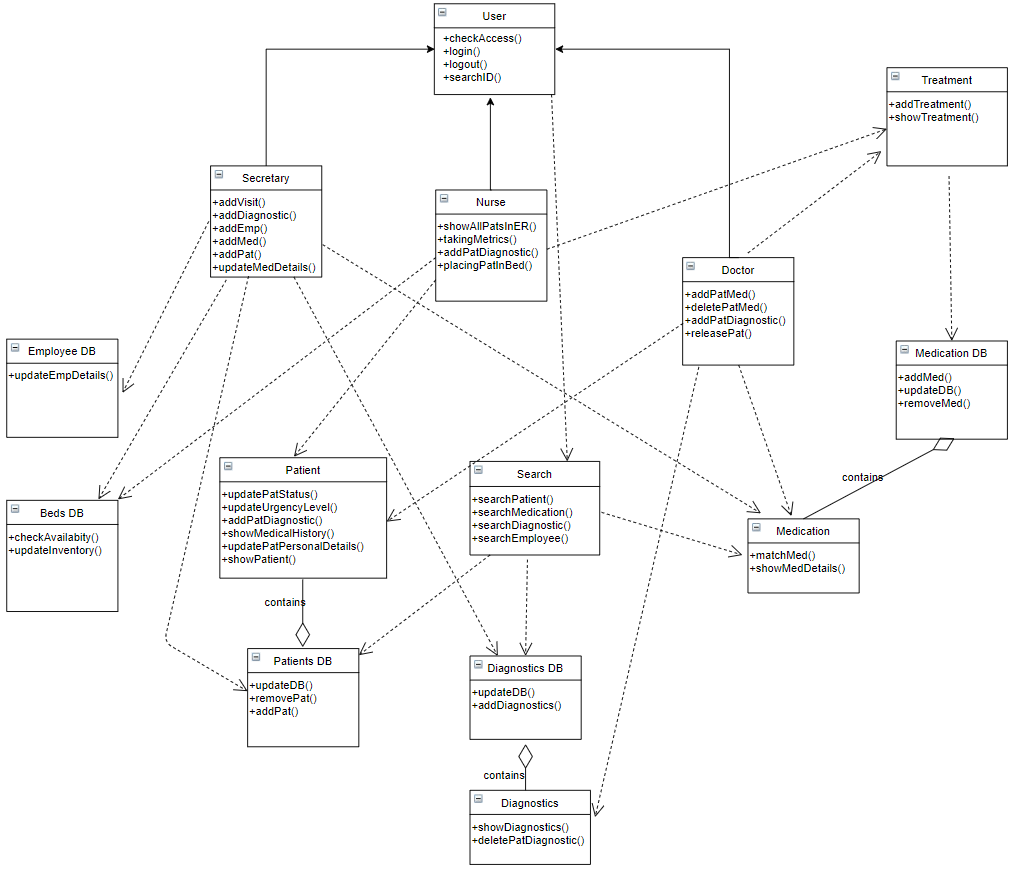 User
+checkAccess()
+login()
+logout()
+searchID()
Treatment
+addTreatment()
+showTreatment()
Secretary
+addVisit()
+addDiagnostic()
+addEmp()
+addMed()
+addPat()
+updateMedDetails()
Nurse
+showAllPatsInER()
+takingMetrics()
+addPatDiagnostic()
+placingPatInBed()
Doctor
+addPatMed()
+deletePatMed()
+addPatDiagnostic()
+releasePat()
Employee DB
+updateEmpDetails()
Medication DB
+addMed()
+updateDB()
+removeMed()
contains
Beds DB
+checkAvailabity()
+updateInventory()
Patient
+updatePatStatus()
+updateUrgencyLevel()
+addPatDiagnostic()
+showMedicalHistory()
+updatePatPersonalDetails()
+showPatient()
Search
+searchPatient()
+searchMedication()
+searchDiagnostic()
+searchEmployee()
Medication
+matchMed()
+showMedDetails()
contains
Patients DB
+updateDB()
+removePat()
+addPat()
Diagnostics DB
+updateDB()
+addDiagnostics()
contains
Diagnostics
+showDiagnostics()
+deletePatDiagnostic()